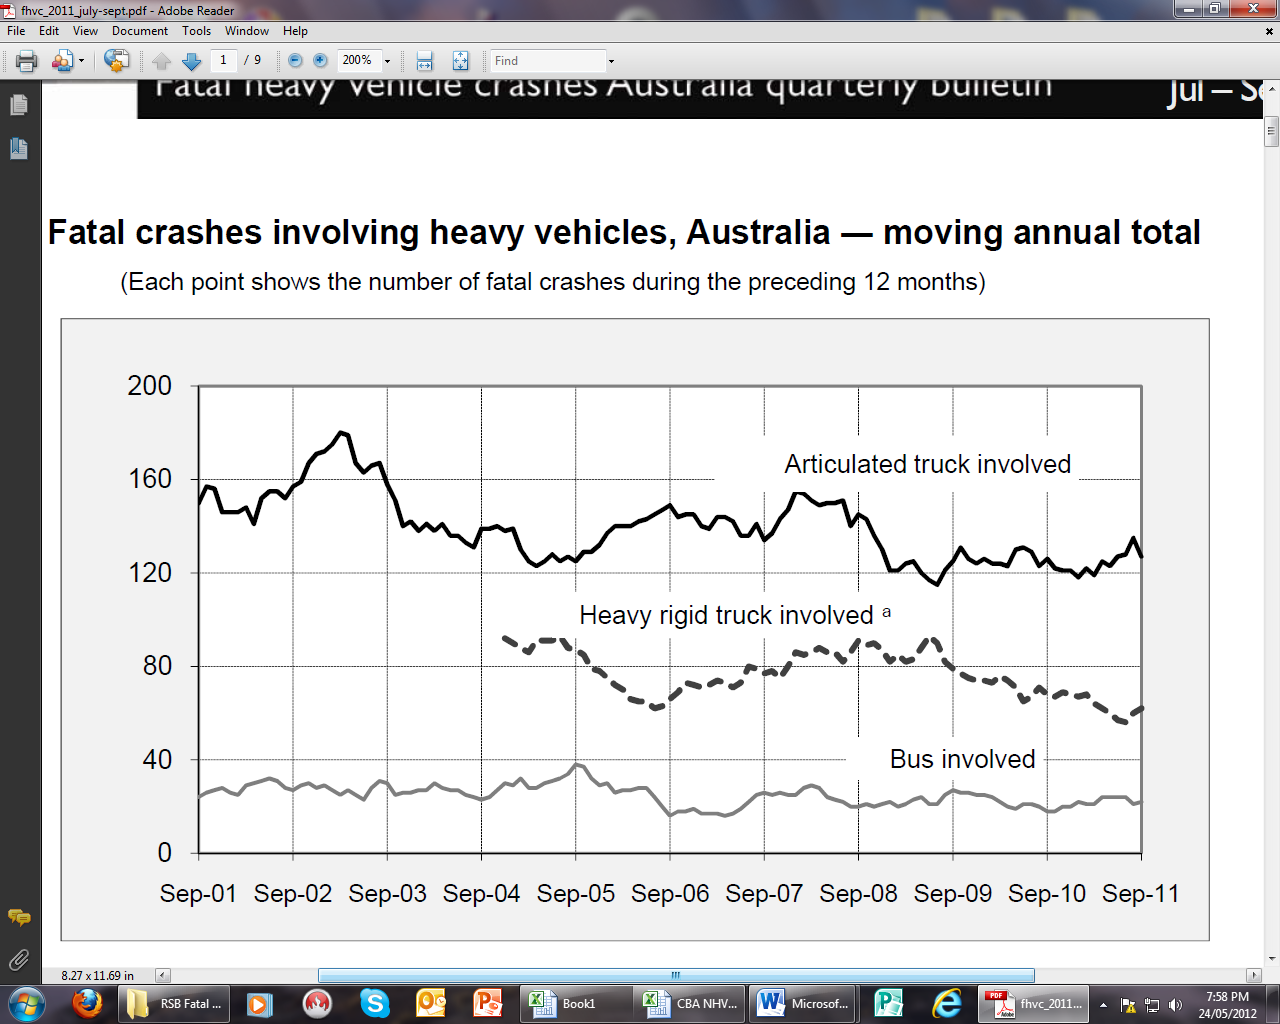 fhvc_2011_july-sept.pdf - Adobe Reader
File Edit View Document Tools Window Help
1 / 9 200% Find
Fatal heavy vehicle crashes Australia quarterly bulletin Jul – Se
Fatal crashes involving heavy vehicles, Australia — moving annual total
(Each point shows the number of fatal crashes during the preceding 12 months)
200
160
120
80
40
0
Articulated truck involved
Heavy rigid truck involved a
Bus involved
Sep-01 Sep-02 Sep-03 Sep-04 Sep-05 Sep-06 Sep-07 Sep-08 Sep-09 Sep-10 Sep-11
8.27 x 11.69 in
RSB Fatal ... Book1 CBA NHV... Microsof... fhvc_2011... 7:58 PM
24/05/2012